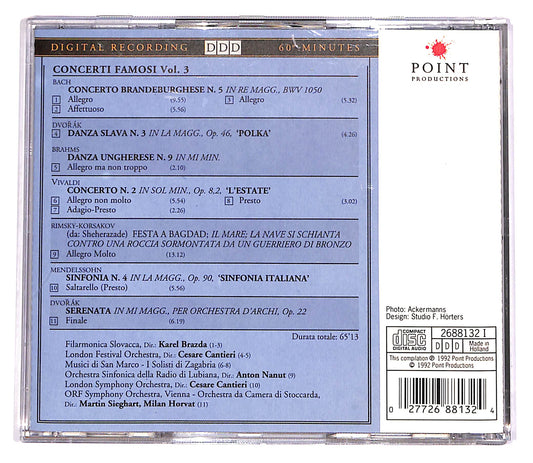 DIGITAL RECORDING DDD 60 MINUTES
CONCERTI FAMOSI Vol. 3
BACH
CONCERTO BRANDEBURGHESE N. 5 IN RE MAGG., BWV 1050
1 Allegro (9.55) 3 Allegro (5.32)
2 Affettuoso (5.56)
DVOŘÁK
4 DANZA SLAVA N. 3 IN LA MAGG., Op. 46, 'POLKA' (4.26)
BRAHMS
DANZA UNGHERESE N. 9 IN MI MIN.
5 Allegro ma non troppo (2.10)
VIVALDI
CONCERTO N. 2 IN SOL MIN., Op. 8,2, 'L'ESTATE'
6 Allegro non molto (5.54) 8 Presto (3.02)
7 Adagio-Presto (2.26)
RIMSKY-KORSAKOV
(da: Sheherazade) FESTA A BAGDAD; IL MARE; LA NAVE SI SCHIANTA
CONTRO UNA ROCCIA SORMONTATA DA UN GUERRIERO DI BRONZO
9 Allegro Molto (13.12)
MENDELSSOHN
SINFONIA N. 4 IN LA MAGG., Op. 90, 'SINFONIA ITALIANA'
10 Saltarello (Presto) (5.56)
DVOŘÁK
SERENATA IN MI MAGG., PER ORCHESTRA D'ARCHI, Op. 22
11 Finale (6.19)
Durata totale: 65'13
Filarmonica Slovacca, Dir.: Karel Brazda (1-3)
London Festival Orchestra, Dir.: Cesare Cantieri (4-5)
Musici di San Marco - I Solisti di Zagabria (6-8)
Orchestra Sinfonica della Radio di Lubiana, Dir.: Anton Nanut (9)
London Symphony Orchestra, Dir.: Cesare Cantieri (10)
ORF Symphony Orchestra, Vienna - Orchestra da Camera di Stoccarda,
Dir.: Martin Sieghart, Milan Horvat (11)
POINT
PRODUCTIONS
Photo: Ackermanns
Design: Studio F. Horters
COMPACT
disc
DIGITAL AUDIO
2688132 I
DDD
Made in
Holland
This compilation ℗ 1992 Point Productions
© 1992 Point Productions
0 27726 88132 4